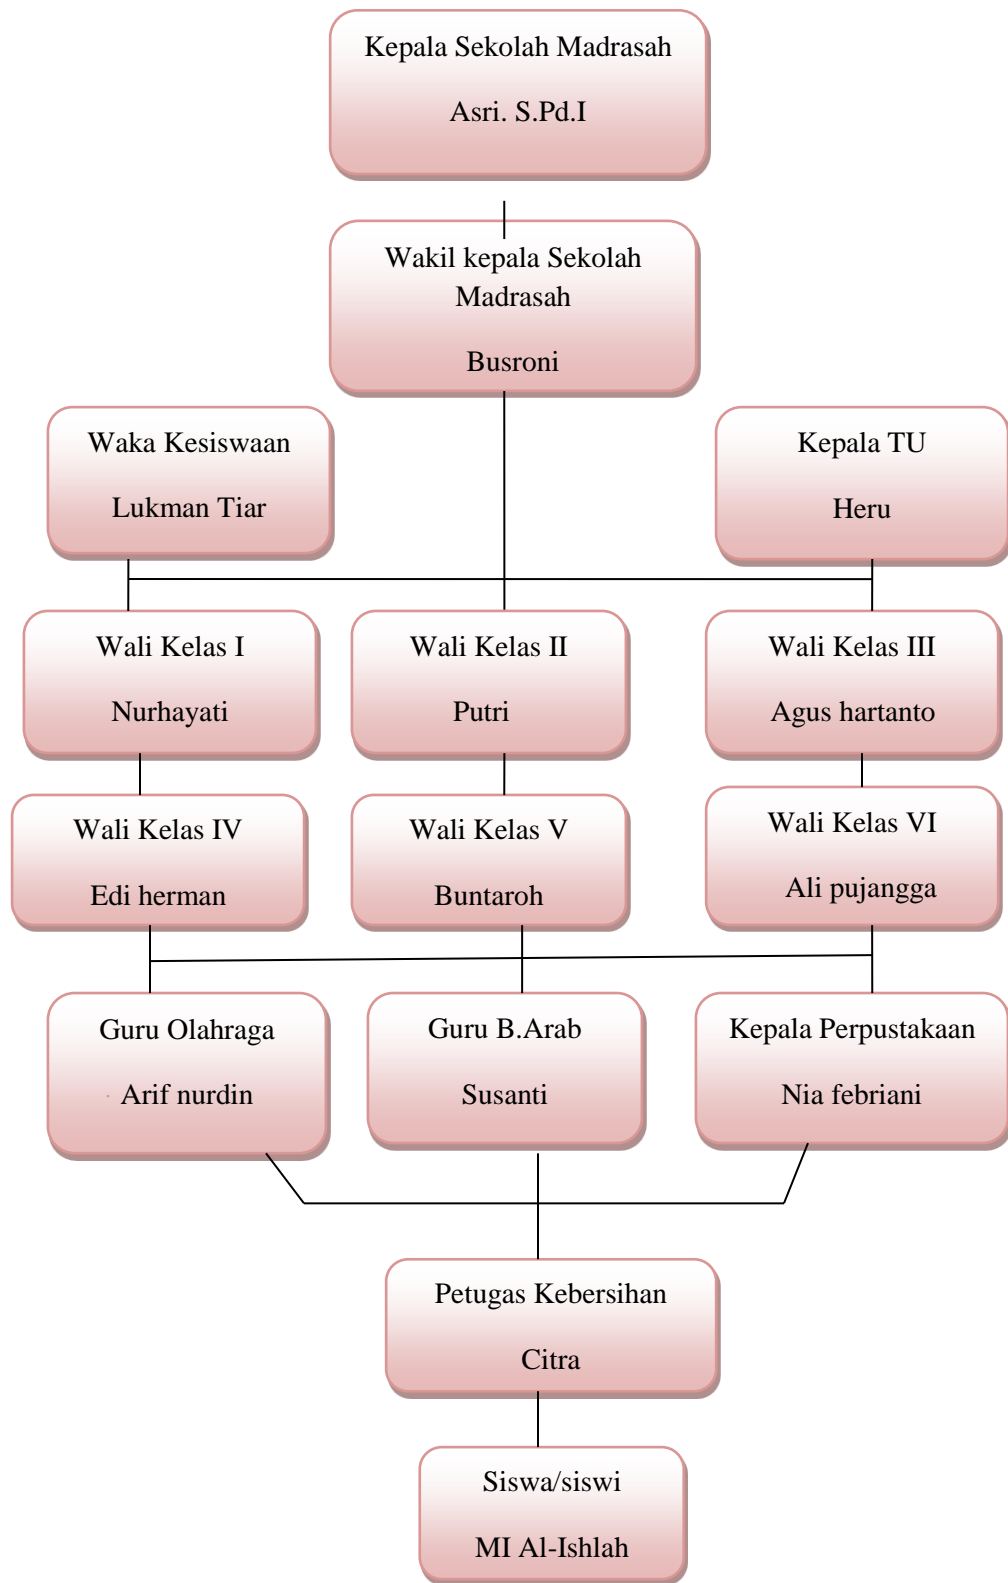 Kepala Sekolah Madrasah
Asri. S.Pd.I
Wakil kepala Sekolah
Madrasah
Busroni
Waka Kesiswaan
Lukman Tiar
Kepala TU
Heru
Wali Kelas I
Nurhayati
Wali Kelas II
Putri
Wali Kelas III
Agus hartanto
Wali Kelas IV
Edi herman
Wali Kelas V
Buntaroh
Wali Kelas VI
Ali pujangga
Guru Olahraga
Arif nurdin
Guru B.Arab
Susanti
Kepala Perpustakaan
Nia febriani
Petugas Kebersihan
Citra
Siswa/siswi
MI Al-Ishlah